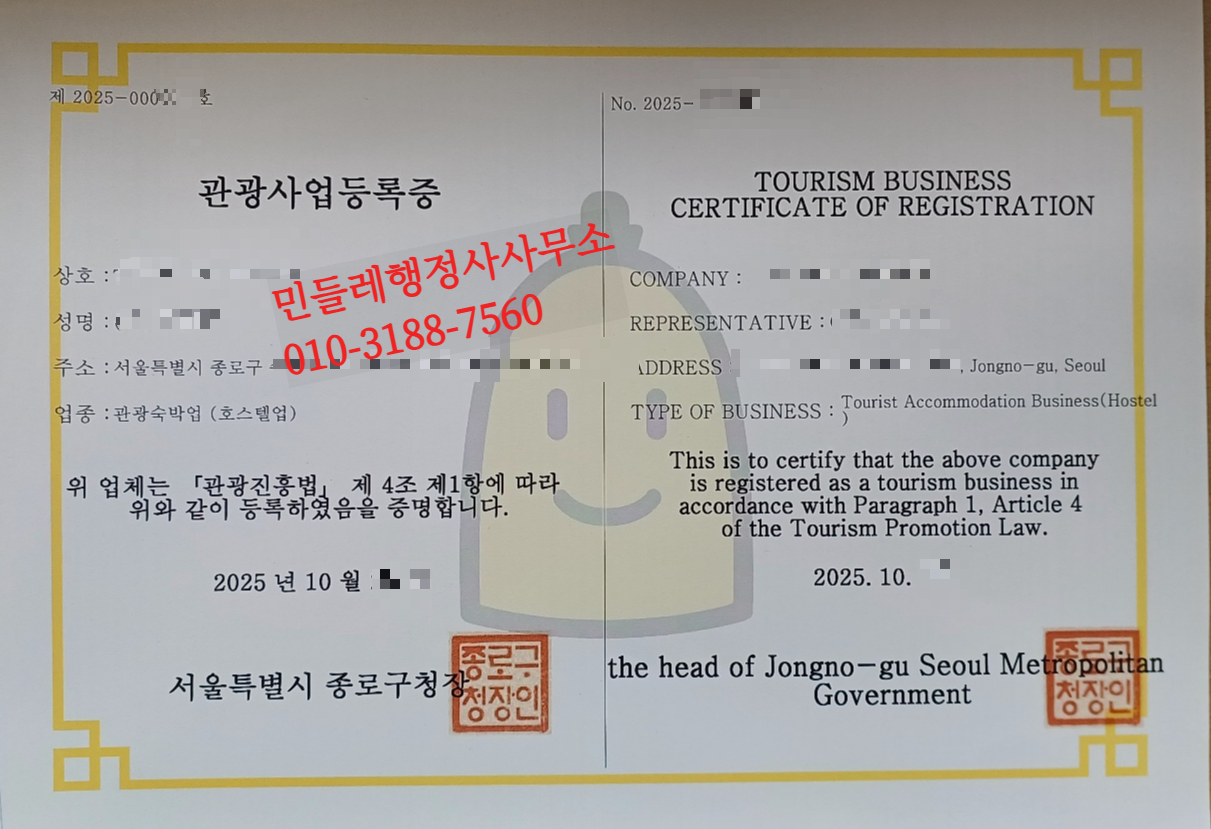 제 2025-000 호
관광사업등록증
상호 :
성명 :
주소 : 서울특별시 종로구
업종 : 관광숙박업 (호스텔업)
위 업체는 「관광진흥법」 제 4조 제1항에 따라
위와 같이 등록하였음을 증명합니다.
2025 년 10 월
서울특별시 종로구청장
종로구
청장인
민들레행정사사무소
010-3188-7560
No. 2025-
TOURISM BUSINESS
CERTIFICATE OF REGISTRATION
COMPANY :
REPRESENTATIVE :
ADDRESS
, Jongno-gu, Seoul
TYPE OF BUSINESS : Tourist Accommodation Business(Hostel
)
This is to certify that the above company
is registered as a tourism business in
accordance with Paragraph 1, Article 4
of the Tourism Promotion Law.
2025. 10.
the head of Jongno-gu Seoul Metropolitan
Government
종로구
청장인